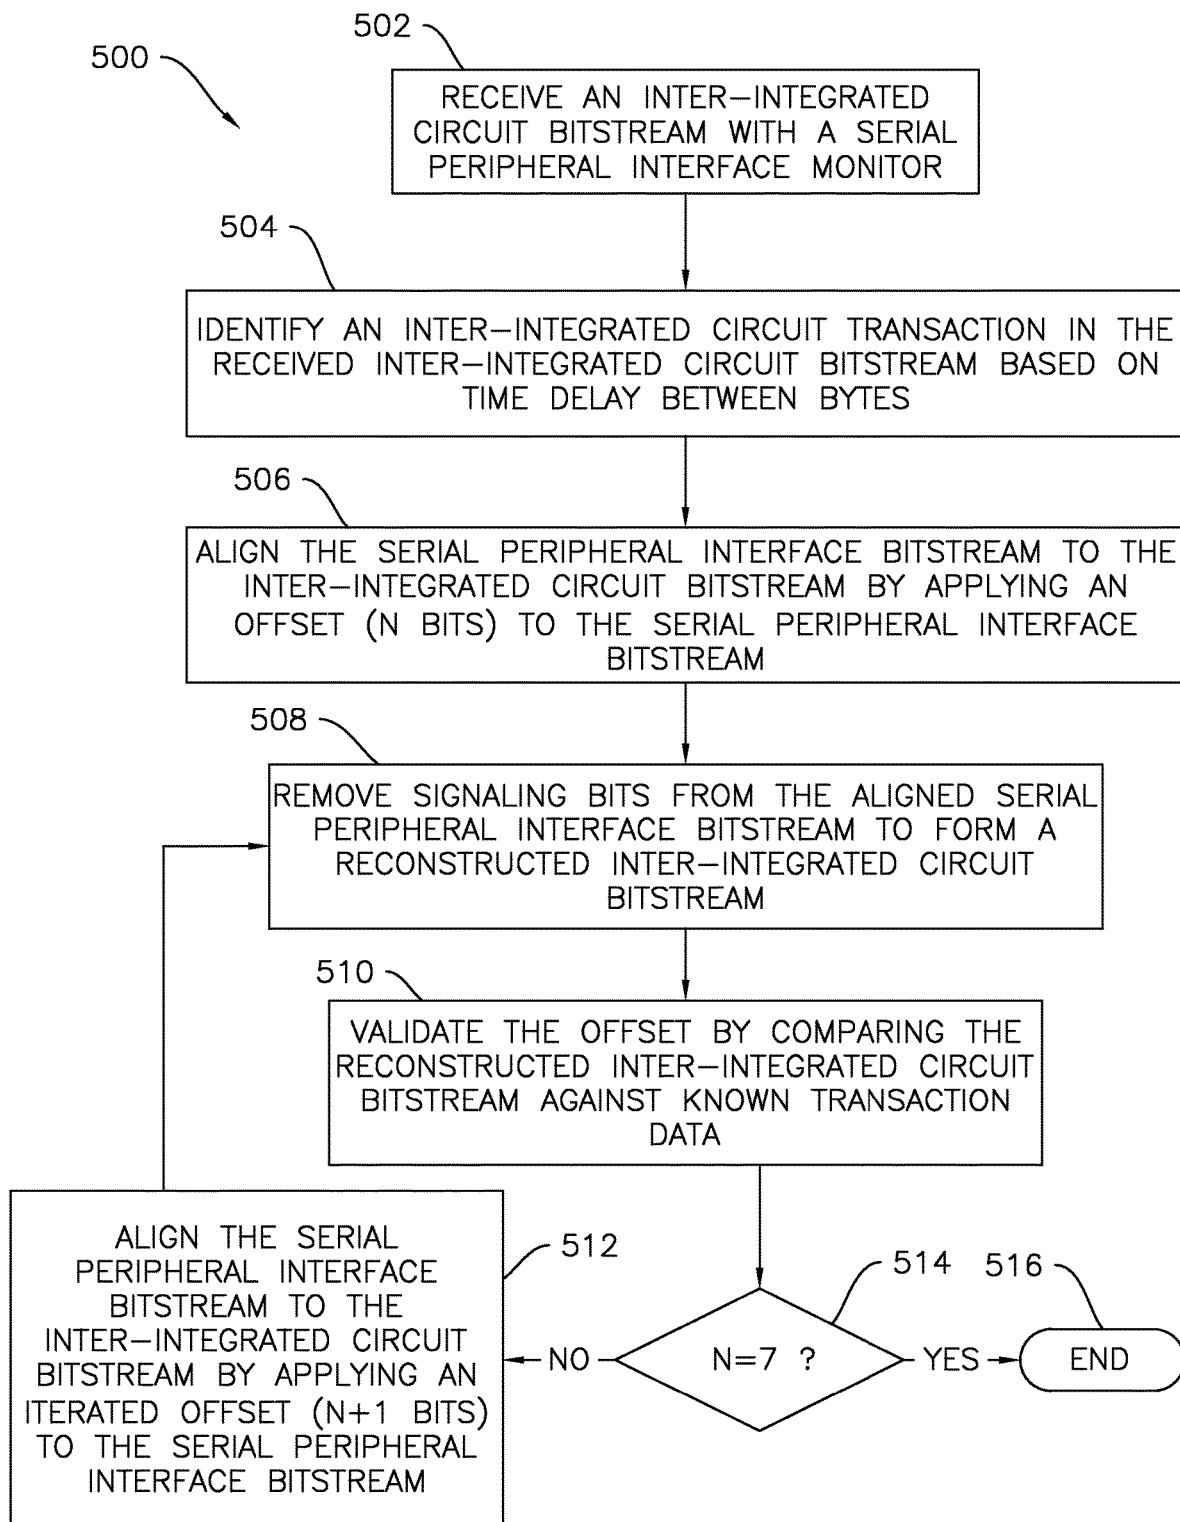 500
502
RECEIVE AN INTER-INTEGRATED
CIRCUIT BITSTREAM WITH A SERIAL
PERIPHERAL INTERFACE MONITOR
504
IDENTIFY AN INTER-INTEGRATED CIRCUIT TRANSACTION IN THE
RECEIVED INTER-INTEGRATED CIRCUIT BITSTREAM BASED ON
TIME DELAY BETWEEN BYTES
506
ALIGN THE SERIAL PERIPHERAL INTERFACE BITSTREAM TO THE
INTER-INTEGRATED CIRCUIT BITSTREAM BY APPLYING AN
OFFSET (N BITS) TO THE SERIAL PERIPHERAL INTERFACE
BITSTREAM
508
REMOVE SIGNALING BITS FROM THE ALIGNED SERIAL
PERIPHERAL INTERFACE BITSTREAM TO FORM A
RECONSTRUCTED INTER-INTEGRATED CIRCUIT
BITSTREAM
510
VALIDATE THE OFFSET BY COMPARING THE
RECONSTRUCTED INTER-INTEGRATED CIRCUIT
BITSTREAM AGAINST KNOWN TRANSACTION
DATA
512
ALIGN THE SERIAL
PERIPHERAL INTERFACE
BITSTREAM TO THE
INTER-INTEGRATED CIRCUIT
BITSTREAM BY APPLYING AN
ITERATED OFFSET (N+1 BITS)
TO THE SERIAL PERIPHERAL
INTERFACE BITSTREAM
514
NO
N=7 ?
YES
516
END